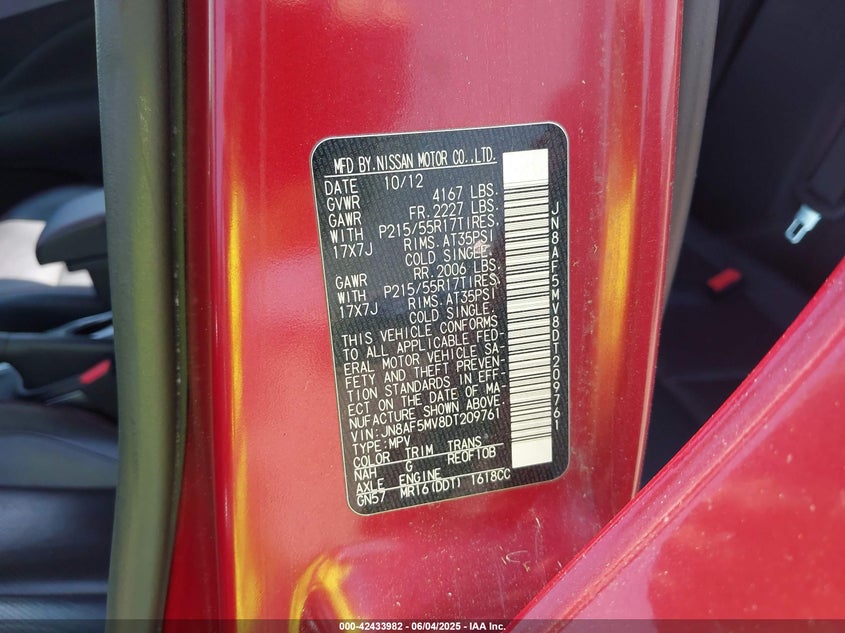 MFD BY.NISSAN MOTOR CO.,LTD.
DATE 10/12
GVWR 4167 LBS.
GAWR FR. 2227 LBS.
WITH P215/55R17TIRES,
17X7J RIMS. AT35PSI
COLD SINGLE.
GAWR RR. 2006 LBS.
WITH P215/55R17TIRES,
17X7J RIMS. AT35PSI
COLD SINGLE.
THIS VEHICLE CONFORMS
TO ALL APPLICABLE FED-
ERAL MOTOR VEHICLE SA-
FETY AND THEFT PREVEN-
TION STANDARDS IN EFF-
ECT ON THE DATE OF MA-
NUFACTURE SHOWN ABOVE.
VIN:JN8AF5MV8DT209761
TYPE:MPV
COLOR TRIM TRANS
NAH G RE0F10B
AXLE ENGINE
GN57 MR16(DDT) 1618CC
JN8AF5MV8DT209761
000-42433982 06/04/2025 - IAA Inc.